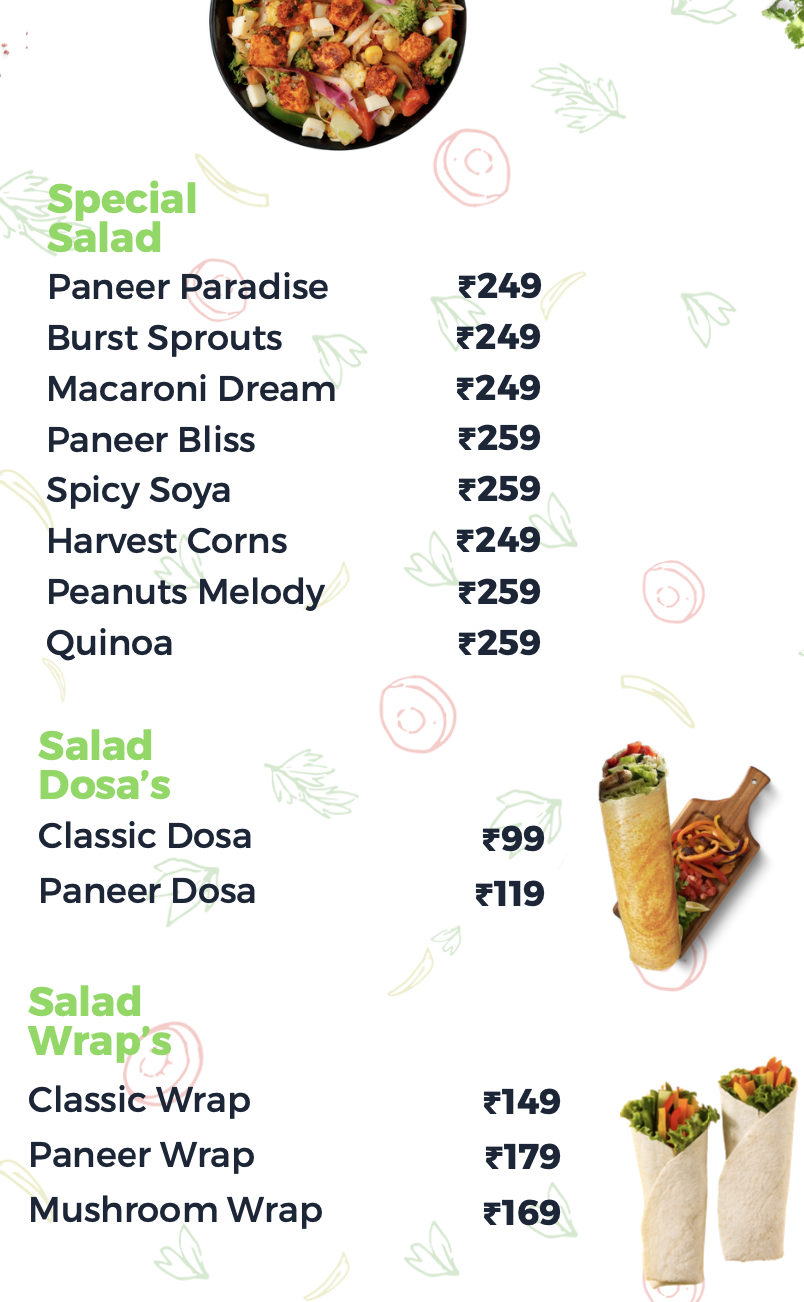 Special
Salad
Paneer Paradise ₹249
Burst Sprouts ₹249
Macaroni Dream ₹249
Paneer Bliss ₹259
Spicy Soya ₹259
Harvest Corns ₹249
Peanuts Melody ₹259
Quinoa ₹259
Salad
Dosa’s
Classic Dosa ₹99
Paneer Dosa ₹119
Salad
Wrap’s
Classic Wrap ₹149
Paneer Wrap ₹179
Mushroom Wrap ₹169